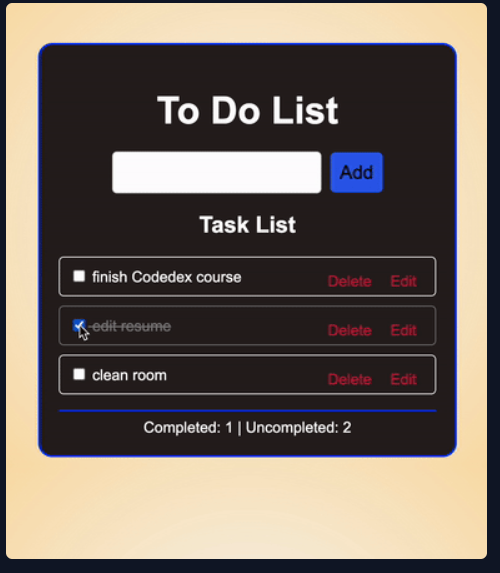 To Do List
Add
Task List
finish Codedex course Delete Edit
edit resume Delete Edit
clean room Delete Edit
Completed: 1 | Uncompleted: 2